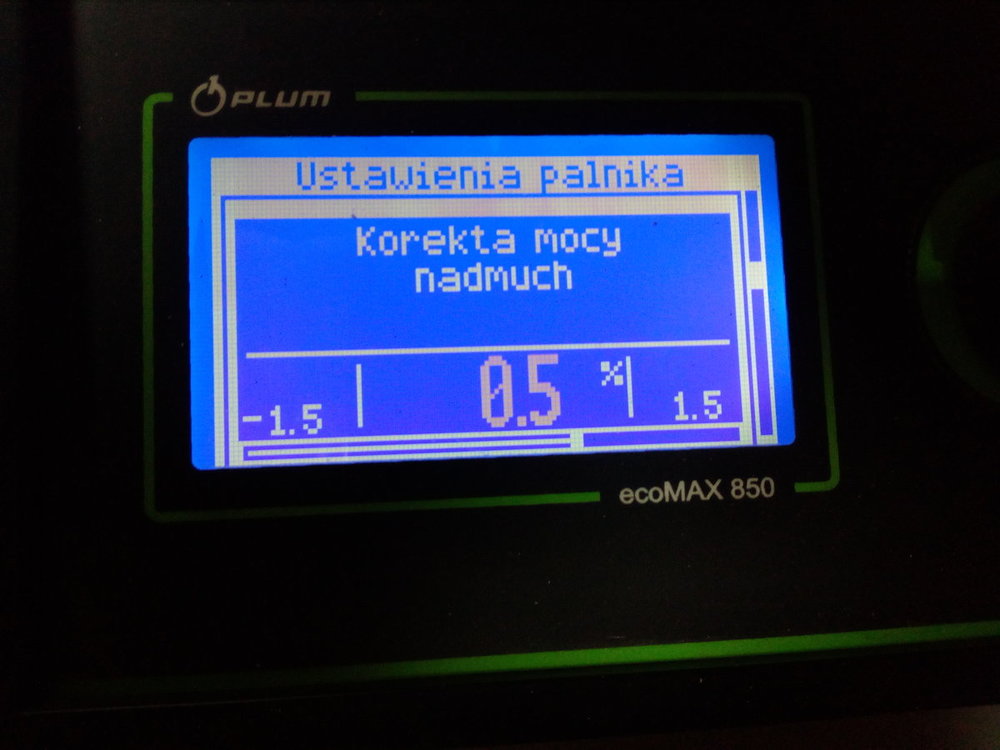 PLUM
Ustawienia palnika
Korekta mocy
nadmuch
-1.5 0.5 % 1.5
ecoMAX 850